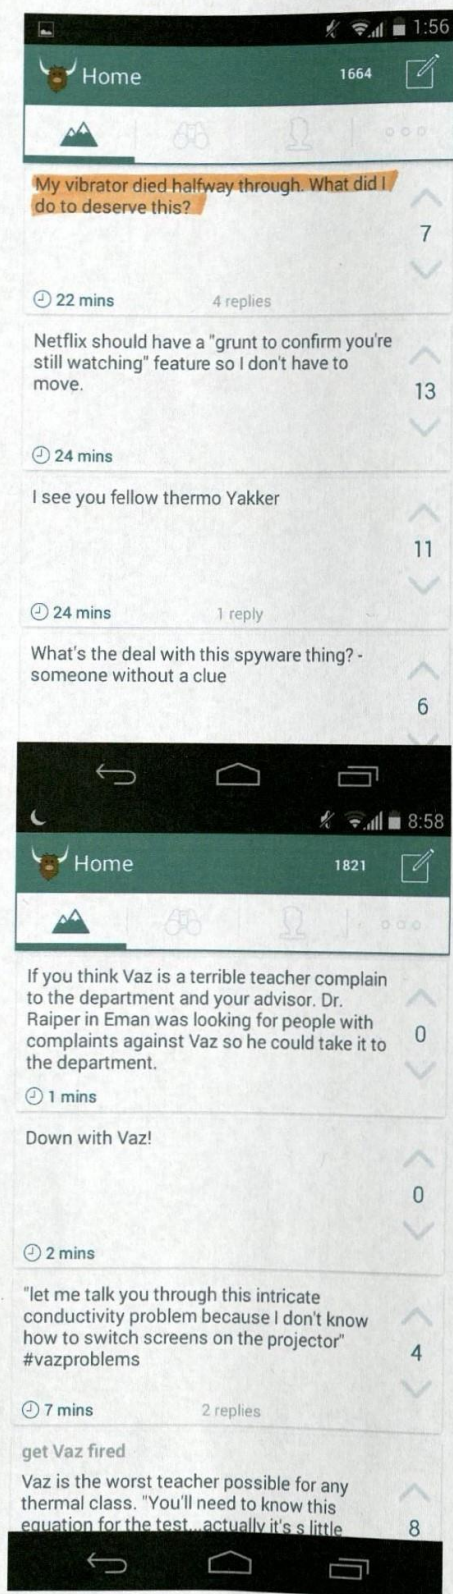 1:56
Home
1664
My vibrator died halfway through. What did I
do to deserve this?
7
22 mins
4 replies
Netflix should have a "grunt to confirm you're
still watching" feature so I don't have to
move.
13
24 mins
I see you fellow thermo Yakker
11
24 mins
1 reply
What's the deal with this spyware thing? -
someone without a clue
6
8:58
Home
1821
If you think Vaz is a terrible teacher complain
to the department and your advisor. Dr.
Raiper in Eman was looking for people with
complaints against Vaz so he could take it to
the department.
0
1 mins
Down with Vaz!
0
2 mins
"let me talk you through this intricate
conductivity problem because I don't know
how to switch screens on the projector"
#vazproblems
4
7 mins
2 replies
get Vaz fired
Vaz is the worst teacher possible for any
thermal class. "You'll need to know this
equation for the test...actually it's s little
8